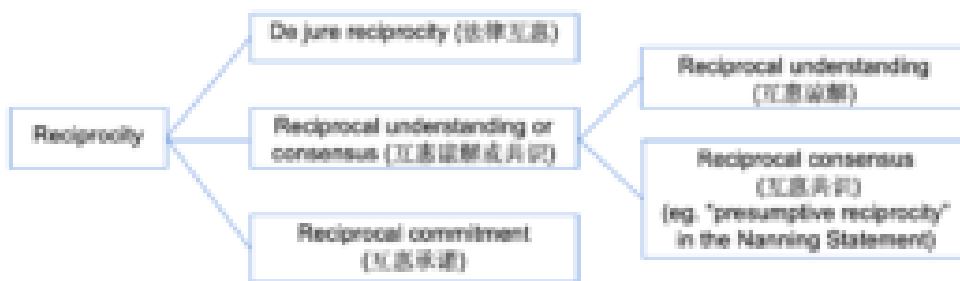 Reciprocity
De jure reciprocity (法律互惠)
Reciprocal understanding or
consensus (互惠谅解或共识)
Reciprocal commitment
(互惠承诺)
Reciprocal understanding
(互惠谅解)
Reciprocal consensus
(互惠共识)
(eg. "presumptive reciprocity"
in the Nanning Statement)